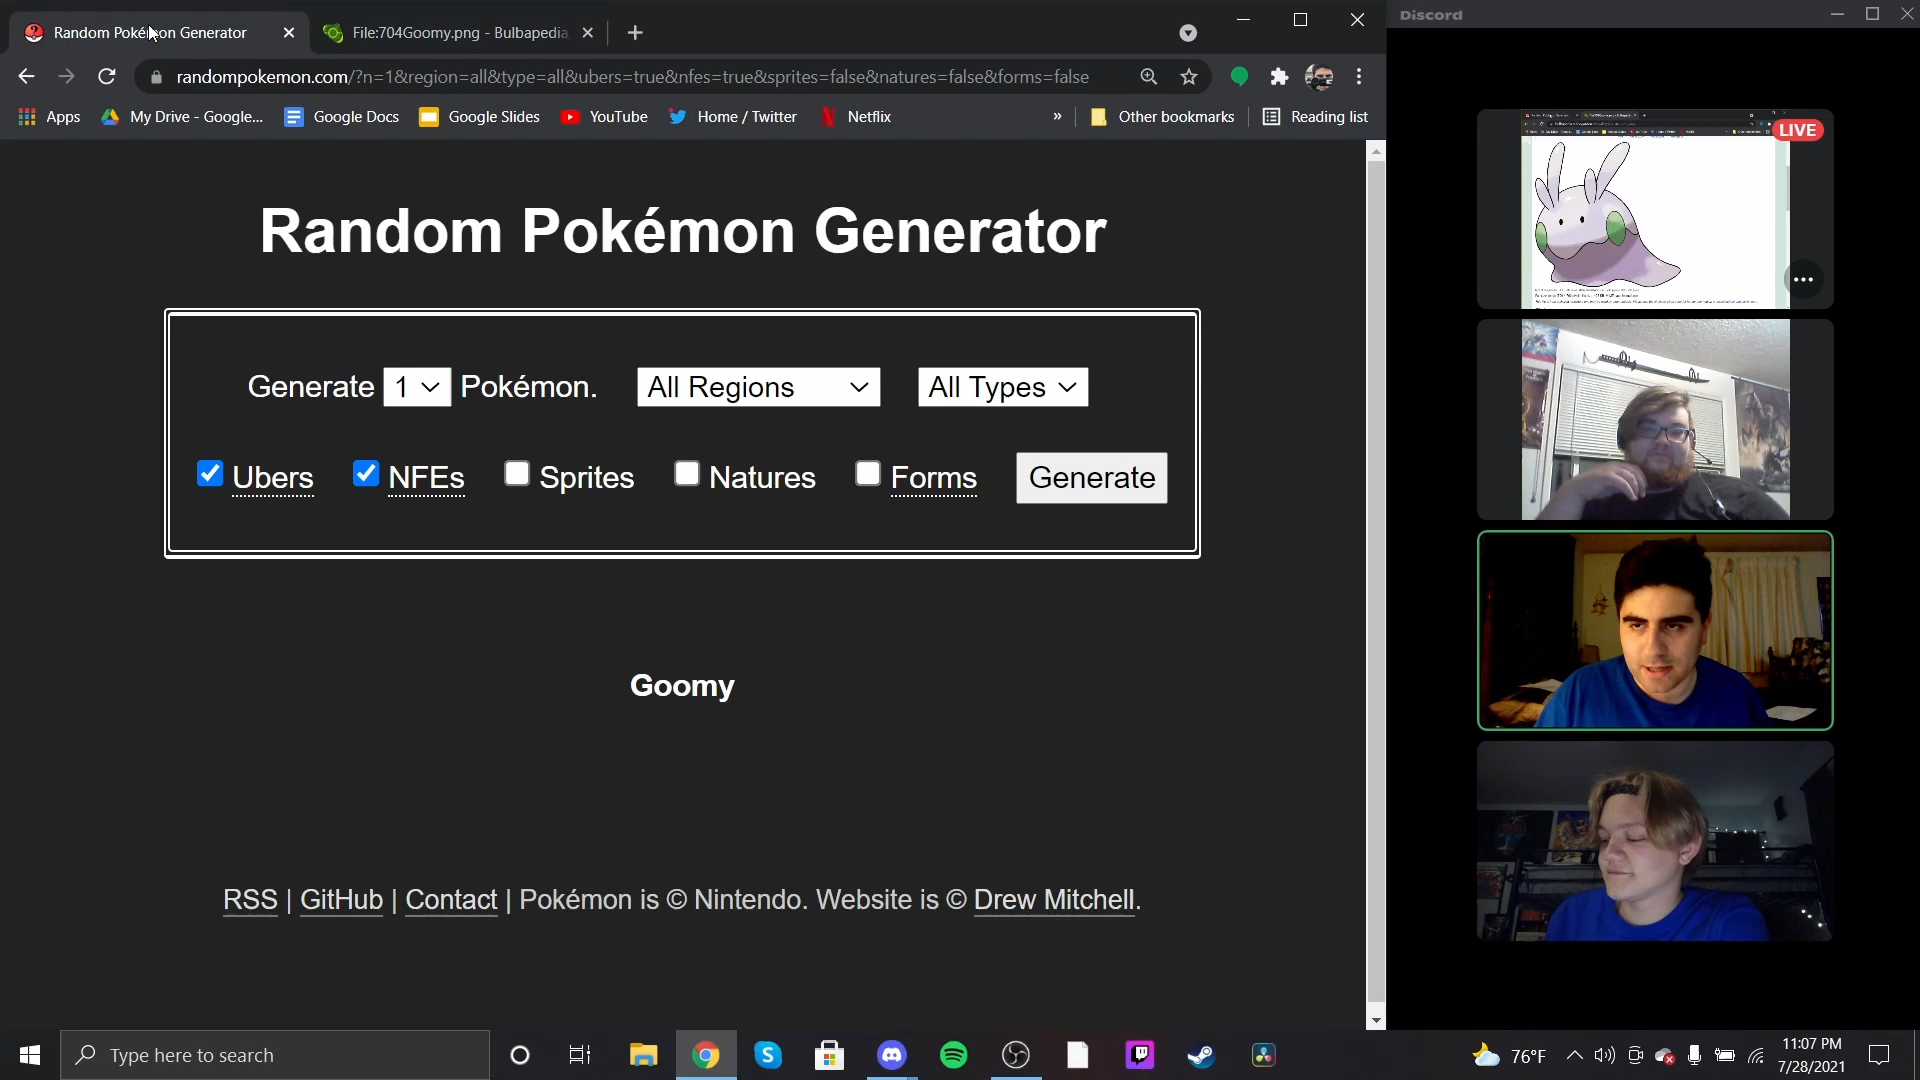 Random Pokémon Generator
File:704Goomy.png - Bulbapedia,
randompokemon.com/?n=1&region=all&type=all&ubers=true&nfes=true&sprites=false&natures=false&forms=false
Apps
My Drive - Google...
Google Docs
Google Slides
YouTube
Home / Twitter
Netflix
»
Other bookmarks
Reading list
Random Pokémon Generator
Generate 1 Pokémon. All Regions All Types
Ubers NFEs Sprites Natures Forms Generate
Goomy
RSS | GitHub | Contact | Pokémon is © Nintendo. Website is © Drew Mitchell.
Discord
LIVE
Type here to search
76°F
11:07 PM
7/28/2021